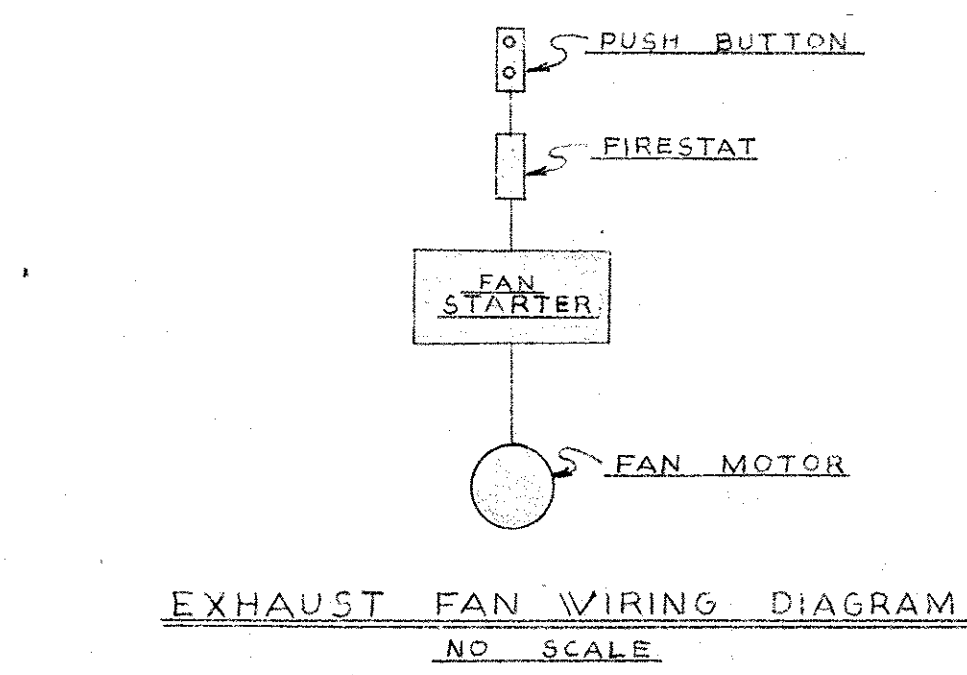 PUSH BUTTON
FIRESTAT
FAN
STARTER
FAN MOTOR
EXHAUST FAN WIRING DIAGRAM
NO SCALE